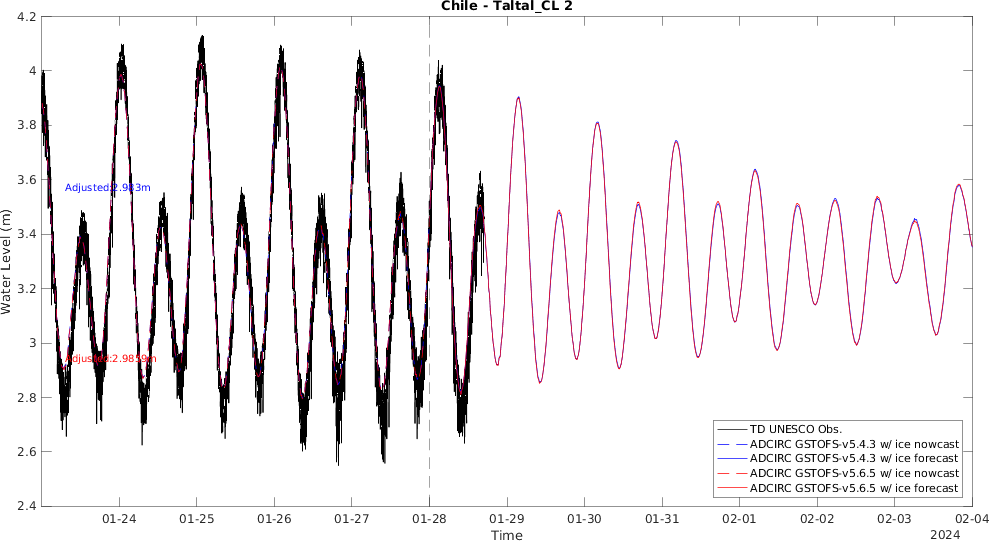 Chile - Taltal_CL 2
4.2
4
3.8
3.6
3.4
3.2
3
2.8
2.6
2.4
Water Level (m)
Adjusted:2.983m
Adjusted:2.9859m
TD UNESCO Obs.
ADCIRC GSTOFS-v5.4.3 w/ ice nowcast
ADCIRC GSTOFS-v5.4.3 w/ ice forecast
ADCIRC GSTOFS-v5.6.5 w/ ice nowcast
ADCIRC GSTOFS-v5.6.5 w/ ice forecast
01-24 01-25 01-26 01-27 01-28 01-29 01-30 01-31 02-01 02-02 02-03 02-04
Time
2024